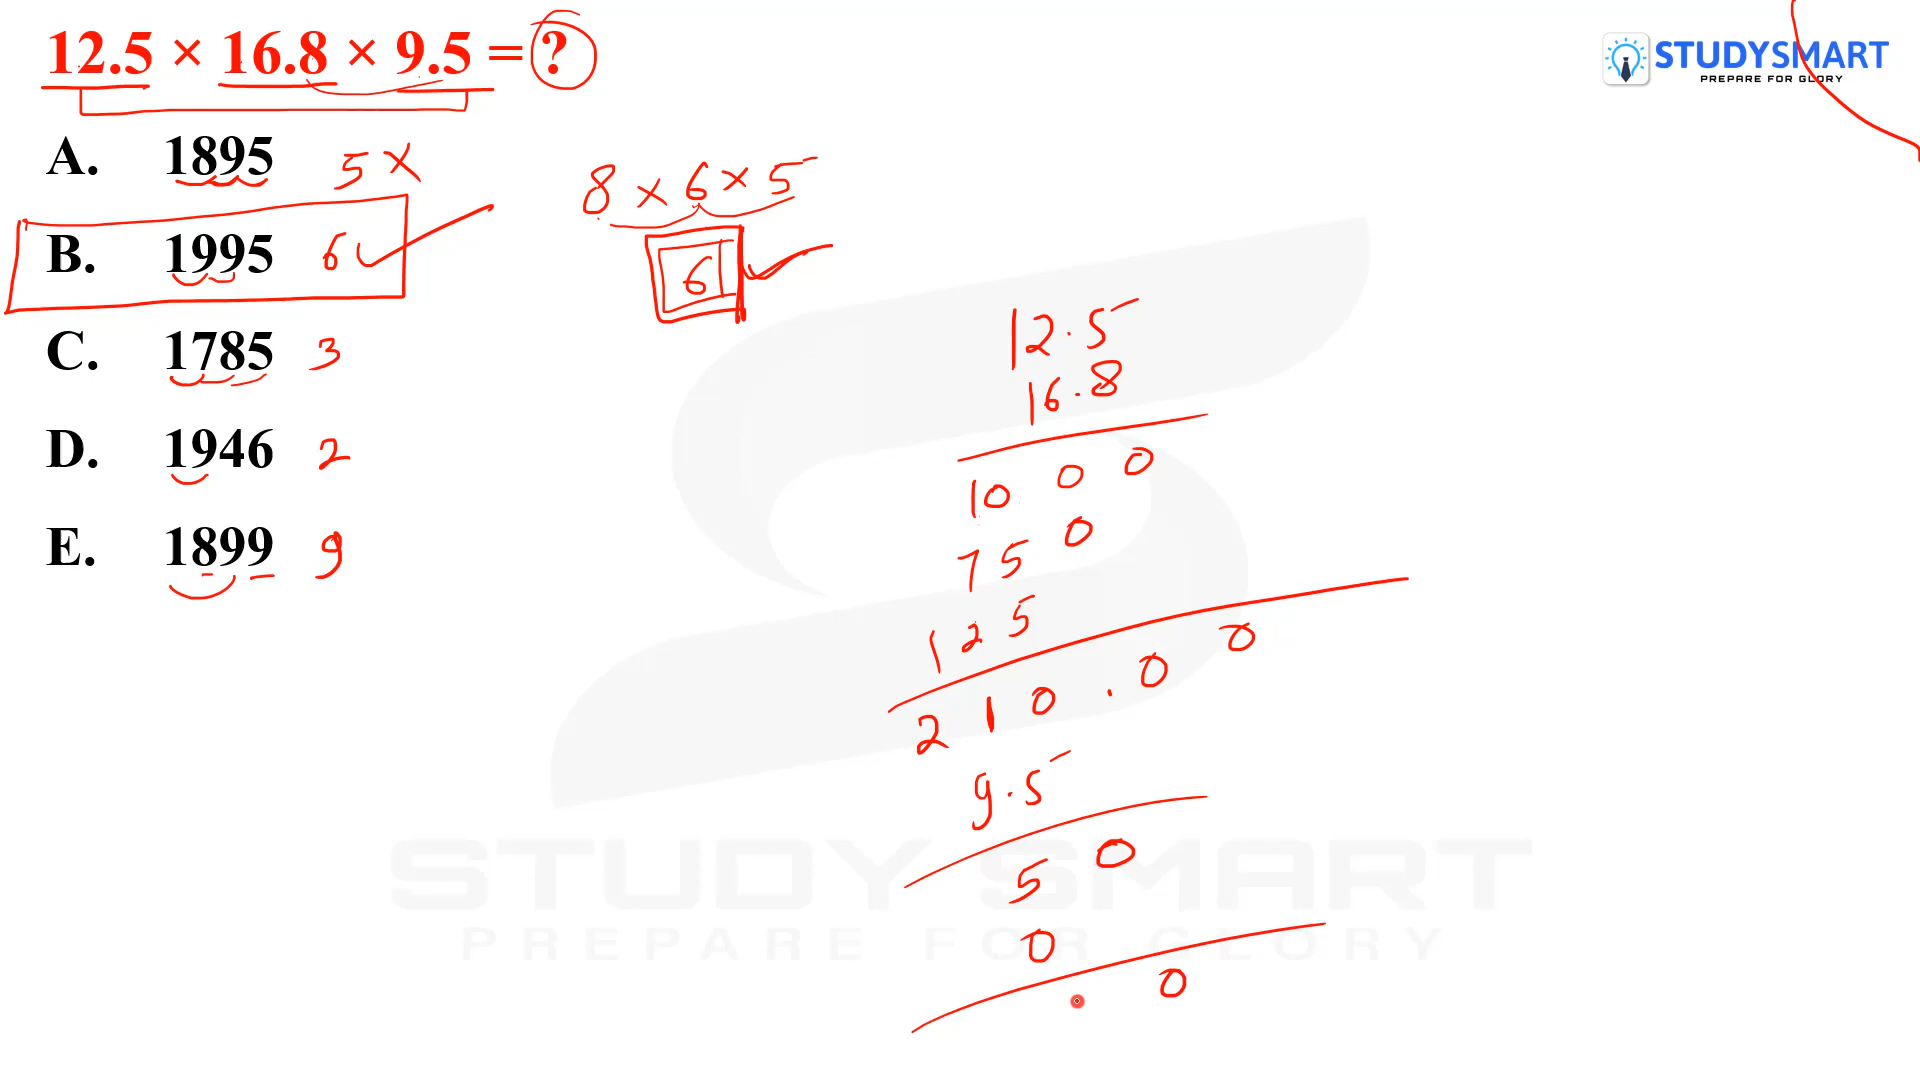 12.5 × 16.8 × 9.5 = ?
STUDYSMART
PREPARE FOR GLORY
A. 1895 5 ×
B. 1995 6 ✓
C. 1785 3
D. 1946 2
E. 1899 9
8 × 6 × 5
6 ✓
12.5
16.8
1000
750
125
210.00
9.5
50
0
0
STUDY SMART
PREPARE FOR GLORY